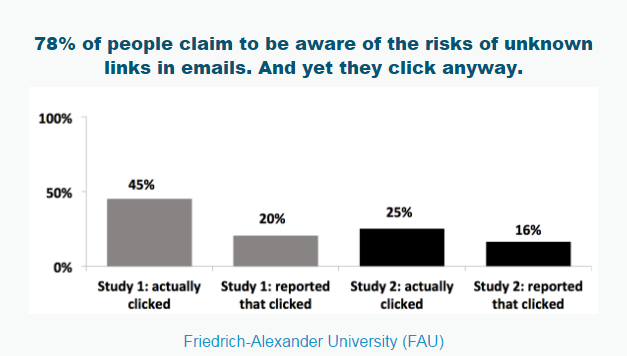 78% of people claim to be aware of the risks of unknown
links in emails. And yet they click anyway.
100%
50%
0%
45%
20%
25%
16%
Study 1: actually
clicked
Study 1: reported
that clicked
Study 2: actually
clicked
Study 2: reported
that clicked
Friedrich-Alexander University (FAU)